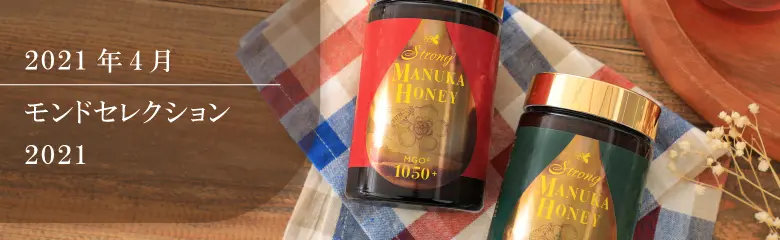 2021年4月
モンドセレクション
2021
Strong
MANUKA
HONEY
MGO
1050+
Strong
MANUKA
HONEY